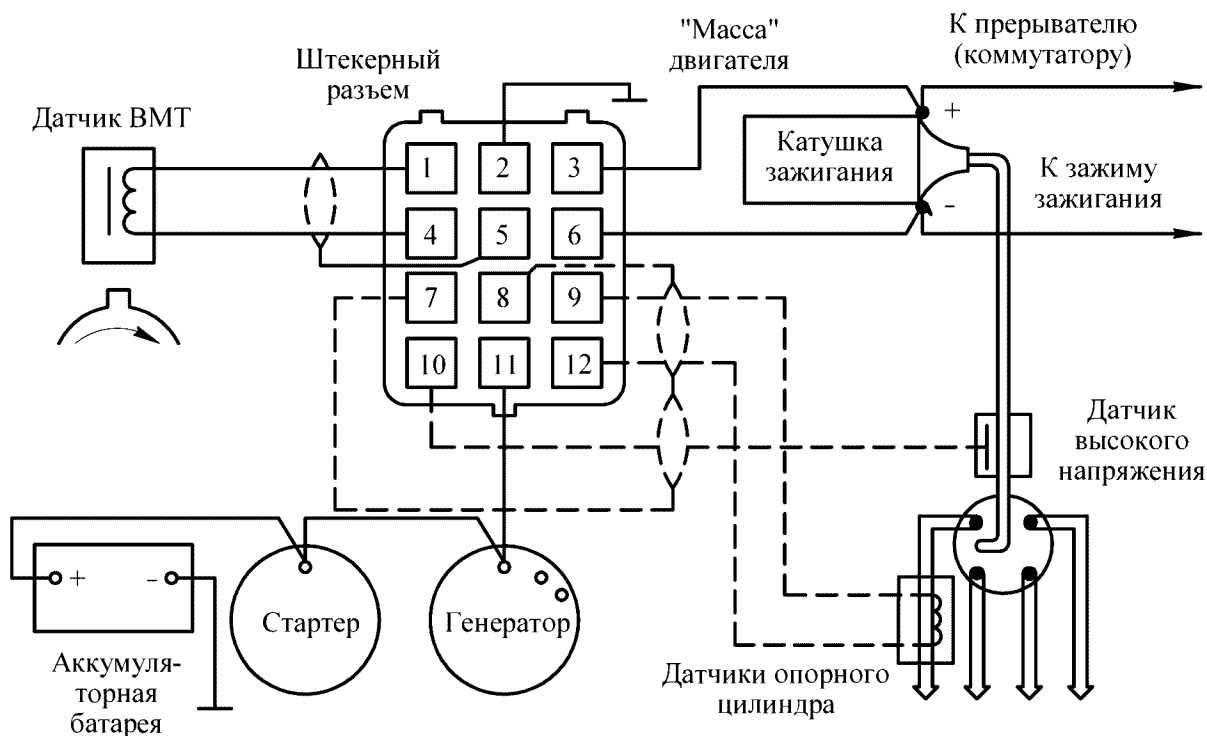 "Масса"
двигателя
К прерывателю
(коммутатору)
Штекерный
разъем
Датчик ВМТ
+
Катушка
зажигания
-
К зажиму
зажигания
1
2
3
4
5
6
7
8
9
10
11
12
Датчик
высокого
напряжения
+ -
Стартер
Генератор
Аккумуля-
торная
батарея
Датчики опорного
цилиндра